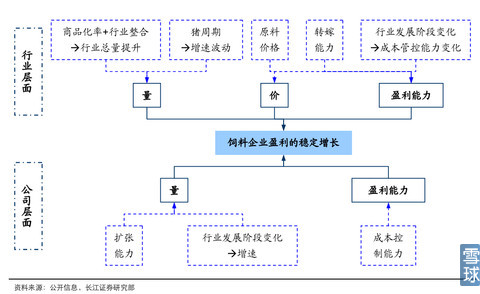 行业层面
商品化率+行业整合
→行业总量提升
猪周期
→增速波动
原料
价格
转嫁
能力
行业发展阶段变化
→成本管控能力变化
量
价
盈利能力
饲料企业盈利的稳定增长
公司层面
量
盈利能力
扩张
能力
行业发展阶段变化
→增速
成本控
制能力
雪球
资料来源：公开信息、长江证券研究部